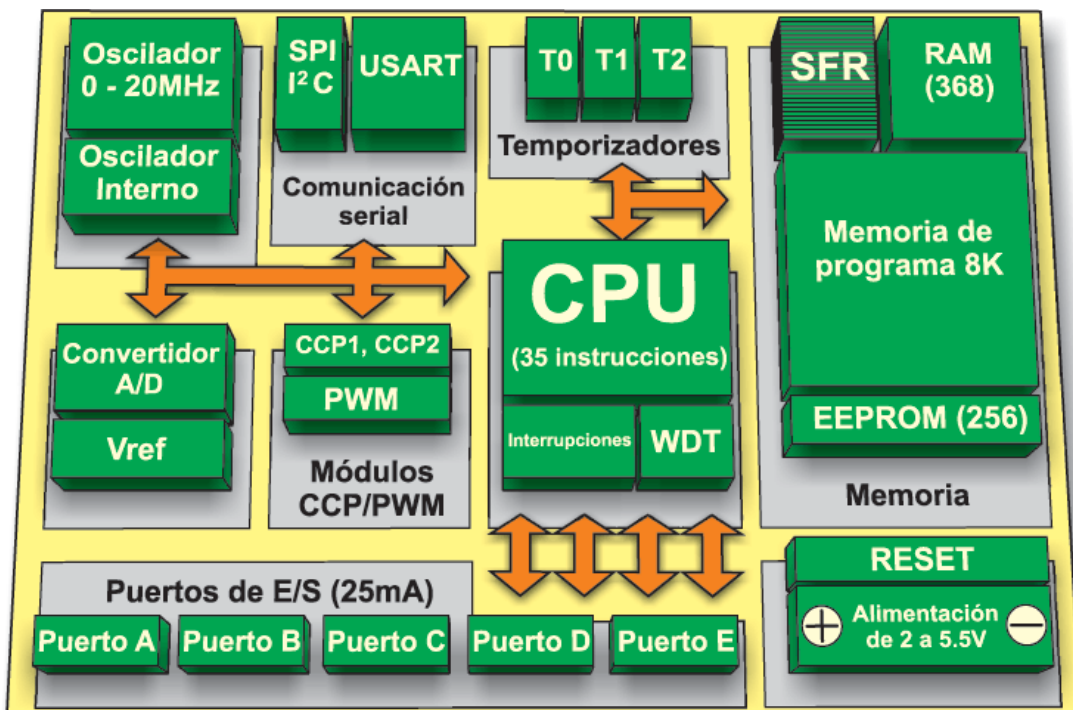 Oscilador
0 - 20MHz
Oscilador
Interno
SPI
I²C
USART
Comunicación
serial
T0
T1
T2
Temporizadores
SFR
RAM
(368)
Memoria de
programa 8K
EEPROM (256)
Memoria
CPU
(35 instrucciones)
Interrupciones
WDT
Convertidor
A/D
Vref
CCP1, CCP2
PWM
Módulos
CCP/PWM
Puertos de E/S (25mA)
Puerto A
Puerto B
Puerto C
Puerto D
Puerto E
RESET
+
Alimentación
de 2 a 5.5V
−